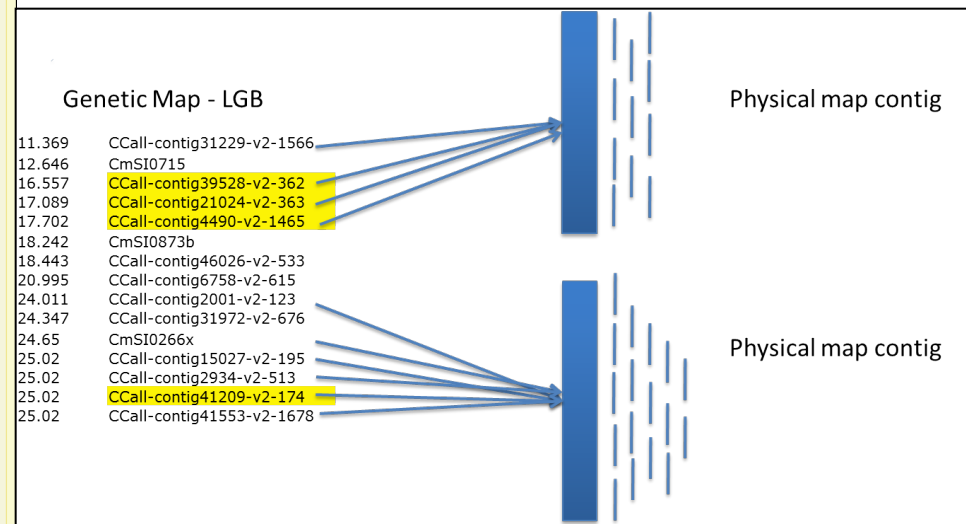 Genetic Map - LGB
Physical map contig
11.369 CCall-contig31229-v2-1566
12.646 CmSI0715
16.557 CCall-contig39528-v2-362
17.089 CCall-contig21024-v2-363
17.702 CCall-contig4490-v2-1465
18.242 CmSI0873b
18.443 CCall-contig46026-v2-533
20.995 CCall-contig6758-v2-615
24.011 CCall-contig2001-v2-123
24.347 CCall-contig31972-v2-676
24.65 CmSI0266x
Physical map contig
25.02 CCall-contig15027-v2-195
25.02 CCall-contig2934-v2-513
25.02 CCall-contig41209-v2-174
25.02 CCall-contig41553-v2-1678